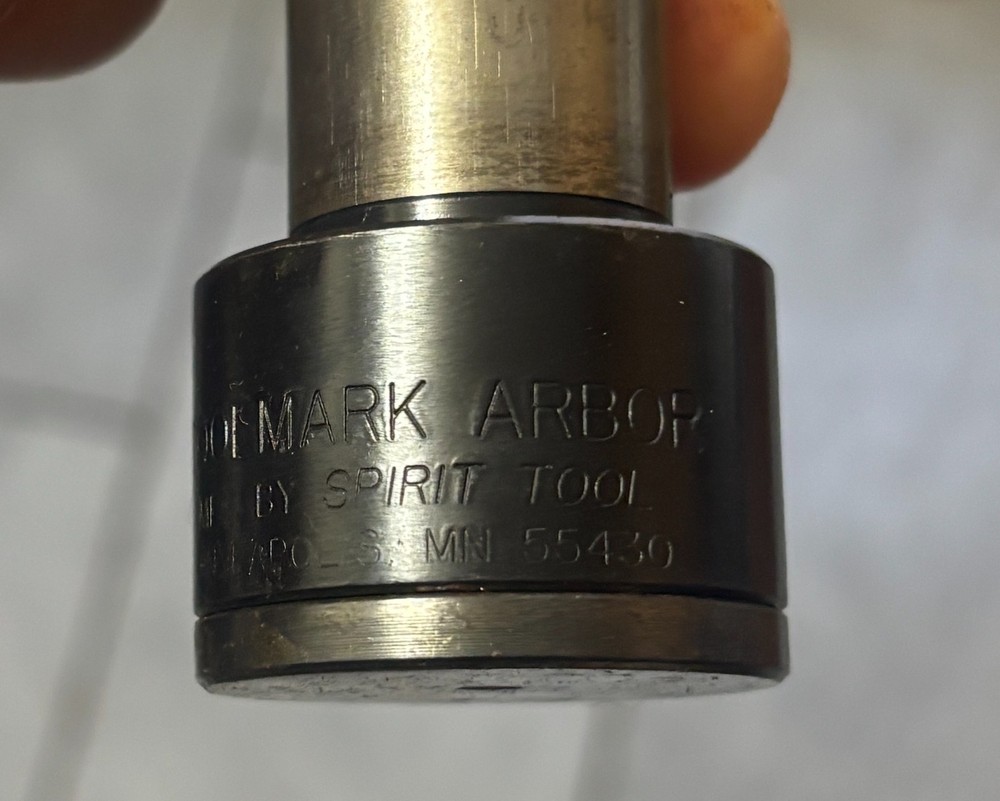 MARK ARBOR
BY SPIRIT TOOL
MN 55430